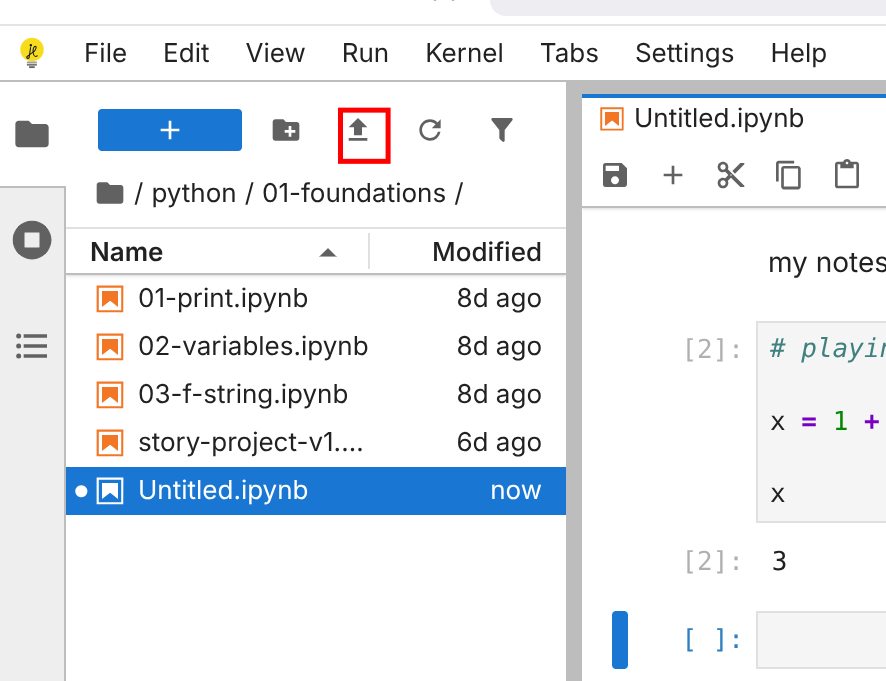 File Edit View Run Kernel Tabs Settings Help
/ python / 01-foundations /
Name Modified
01-print.ipynb 8d ago
02-variables.ipynb 8d ago
03-f-string.ipynb 8d ago
story-project-v1.... 6d ago
Untitled.ipynb now
Untitled.ipynb
my notes
[2]: # playin
x = 1 +
x
[2]: 3
[ ]: